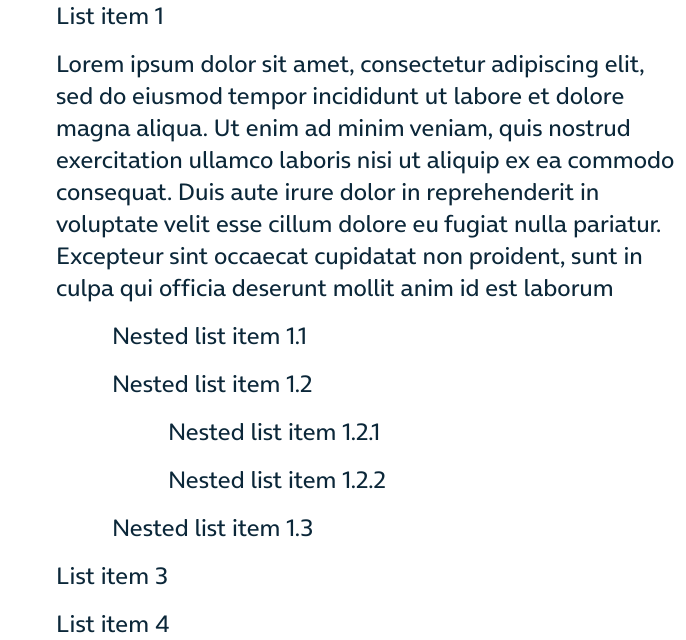 List item 1
Lorem ipsum dolor sit amet, consectetur adipiscing elit,
sed do eiusmod tempor incididunt ut labore et dolore
magna aliqua. Ut enim ad minim veniam, quis nostrud
exercitation ullamco laboris nisi ut aliquip ex ea commodo
consequat. Duis aute irure dolor in reprehenderit in
voluptate velit esse cillum dolore eu fugiat nulla pariatur.
Excepteur sint occaecat cupidatat non proident, sunt in
culpa qui officia deserunt mollit anim id est laborum
Nested list item 1.1
Nested list item 1.2
Nested list item 1.2.1
Nested list item 1.2.2
Nested list item 1.3
List item 3
List item 4